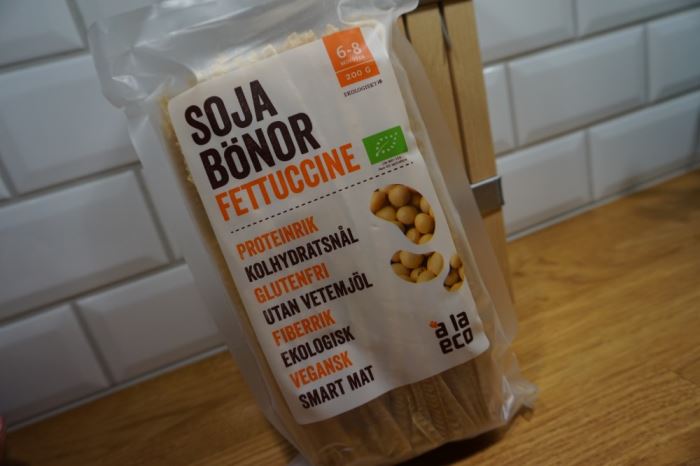 6-8
200 G
EKOLOGISKT
SOJA
BÖNOR
FETTUCCINE
PROTEINRIK
KOLHYDRATSNÅL
GLUTENFRI
UTAN VETEMJÖL
FIBERRIK
EKOLOGISK
VEGANSK
SMART MAT
à la
eco